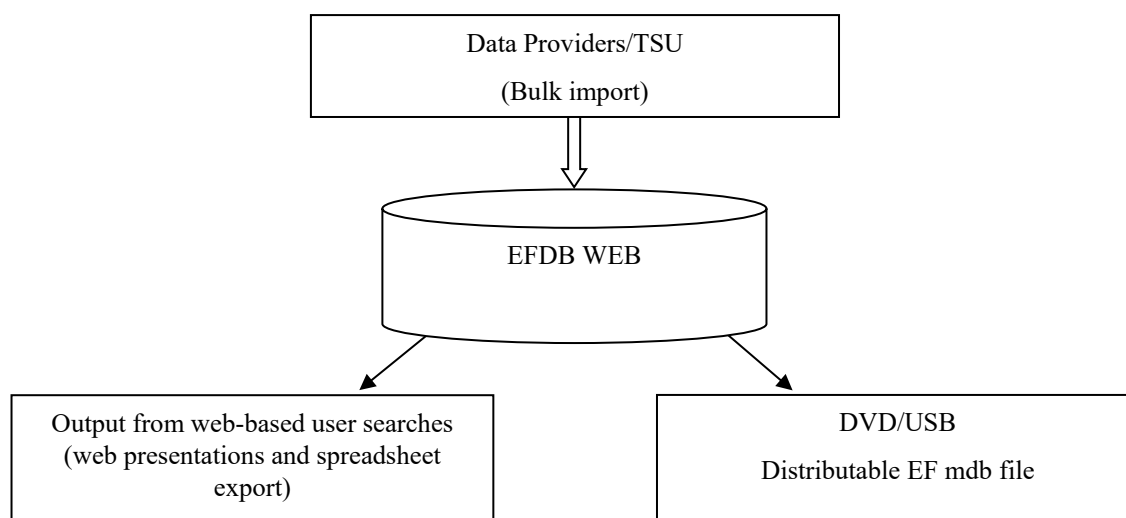 Data Providers/TSU
(Bulk import)
EFDB WEB
Output from web-based user searches
(web presentations and spreadsheet
export)
DVD/USB
Distributable EF mdb file